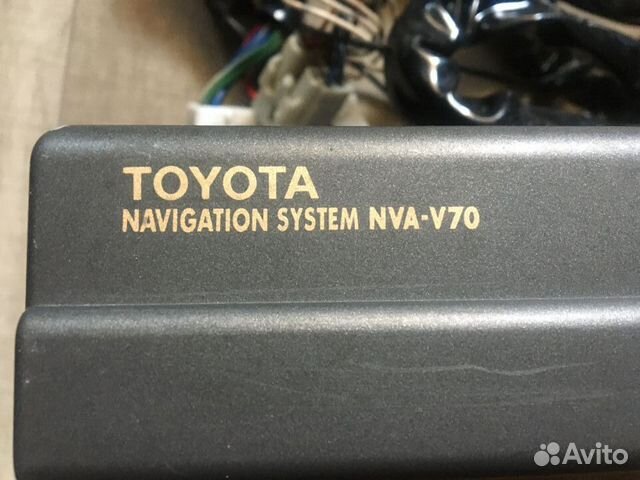 TOYOTA
NAVIGATION SYSTEM NVA-V70
Avito